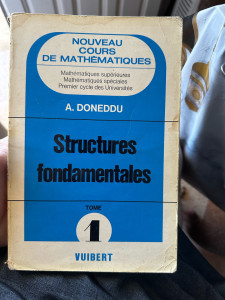 NOUVEAU
COURS
DE MATHÉMATIQUES
Mathématiques supérieures
Mathématiques spéciales
Premier cycle des Universités
A. DONEDDU
Structures
fondamentales
TOME
1
VUIBERT